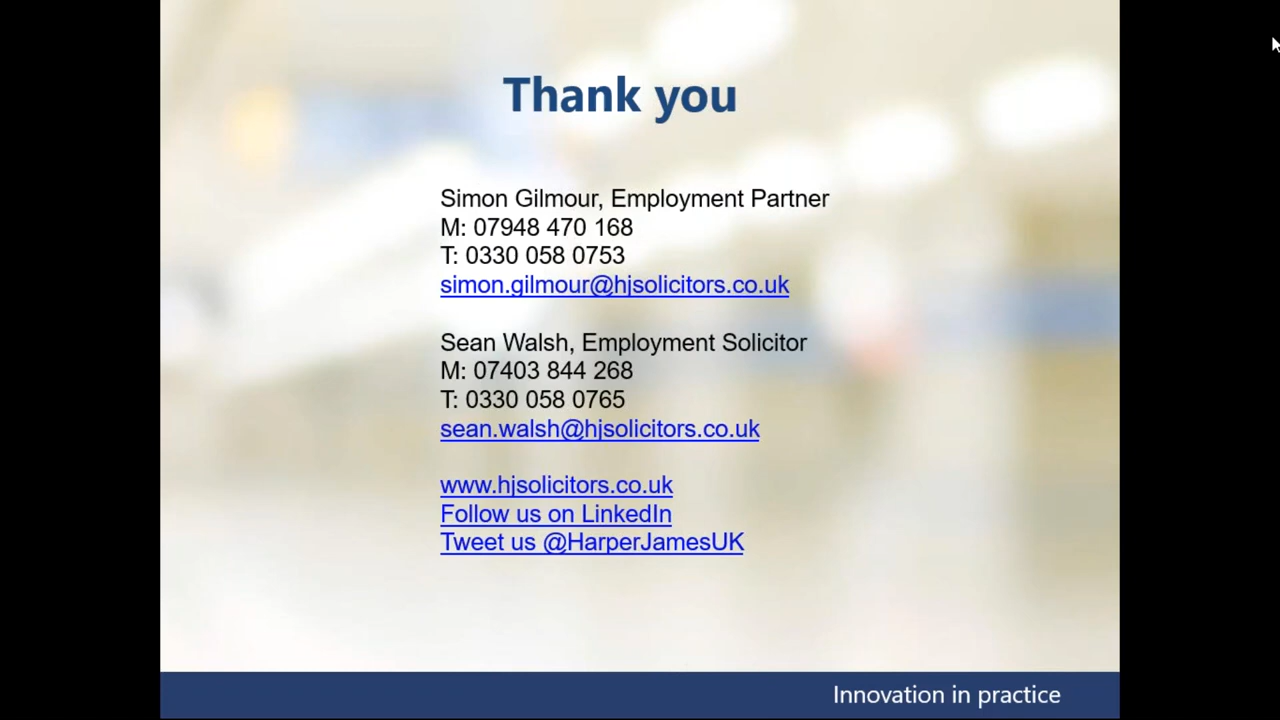 Thank you
Simon Gilmour, Employment Partner
M: 07948 470 168
T: 0330 058 0753
simon.gilmour@hjsolicitors.co.uk
Sean Walsh, Employment Solicitor
M: 07403 844 268
T: 0330 058 0765
sean.walsh@hjsolicitors.co.uk
www.hjsolicitors.co.uk
Follow us on LinkedIn
Tweet us @HarperJamesUK
Innovation in practice